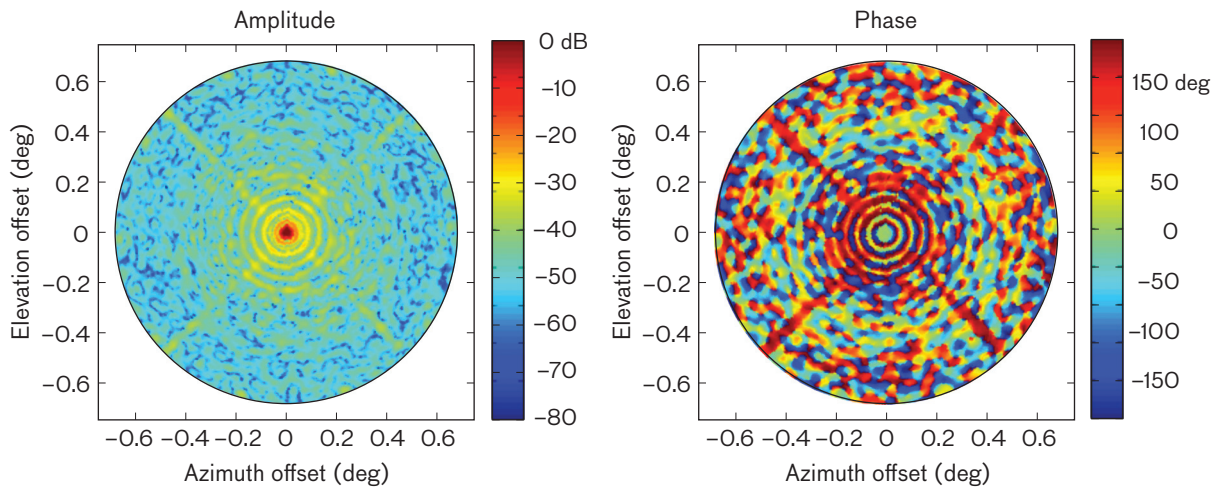 Amplitude
0 dB
−10
−20
−30
−40
−50
−60
−70
−80
0.6
0.4
0.2
0
−0.2
−0.4
−0.6
Elevation offset (deg)
−0.6 −0.4 −0.2 0 0.2 0.4 0.6
Azimuth offset (deg)
Phase
150 deg
100
50
0
−50
−100
−150
0.6
0.4
0.2
0
−0.2
−0.4
−0.6
Elevation offset (deg)
−0.6 −0.4 −0.2 0 0.2 0.4 0.6
Azimuth offset (deg)